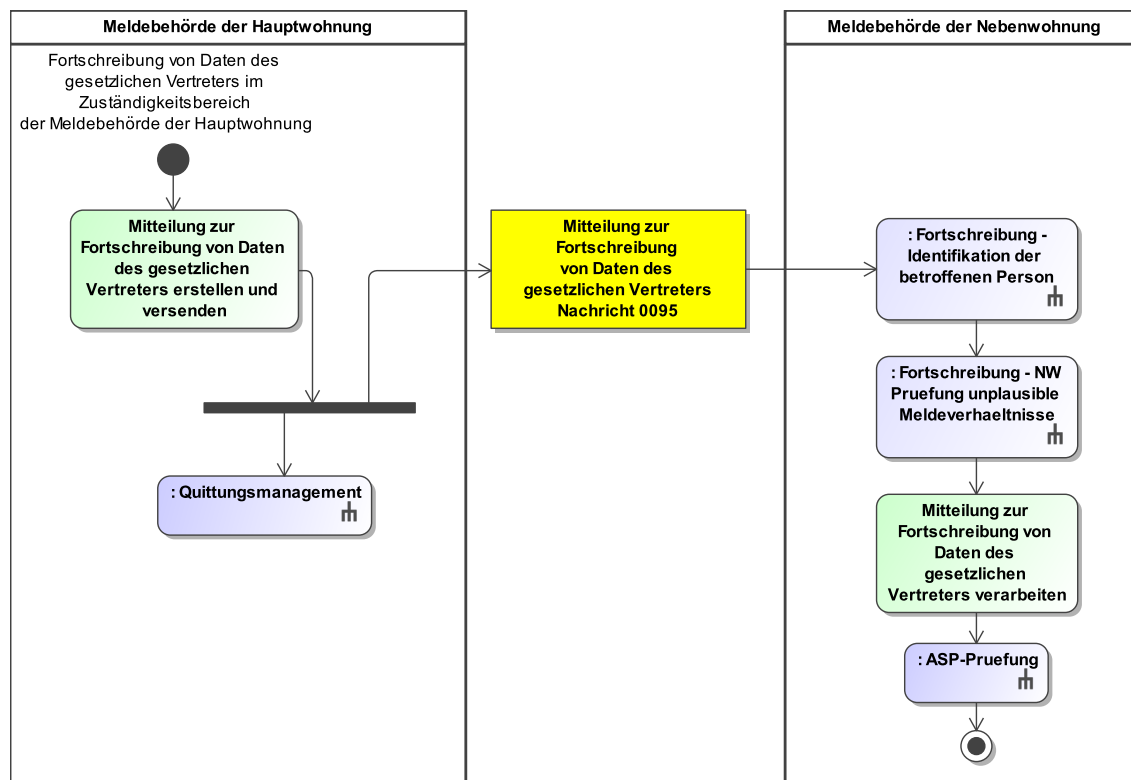 Meldebehörde der Hauptwohnung
Fortschreibung von Daten des
gesetzlichen Vertreters im
Zuständigkeitsbereich
der Meldebehörde der Hauptwohnung
Mitteilung zur
Fortschreibung von Daten
des gesetzlichen
Vertreters erstellen und
versenden
: Quittungsmanagement
Mitteilung zur
Fortschreibung
von Daten des
gesetzlichen Vertreters
Nachricht 0095
Meldebehörde der Nebenwohnung
: Fortschreibung -
Identifikation der
betroffenen Person
: Fortschreibung - NW
Pruefung unplausible
Meldeverhaeltnisse
Mitteilung zur
Fortschreibung von
Daten des
gesetzlichen
Vertreters verarbeiten
: ASP-Pruefung